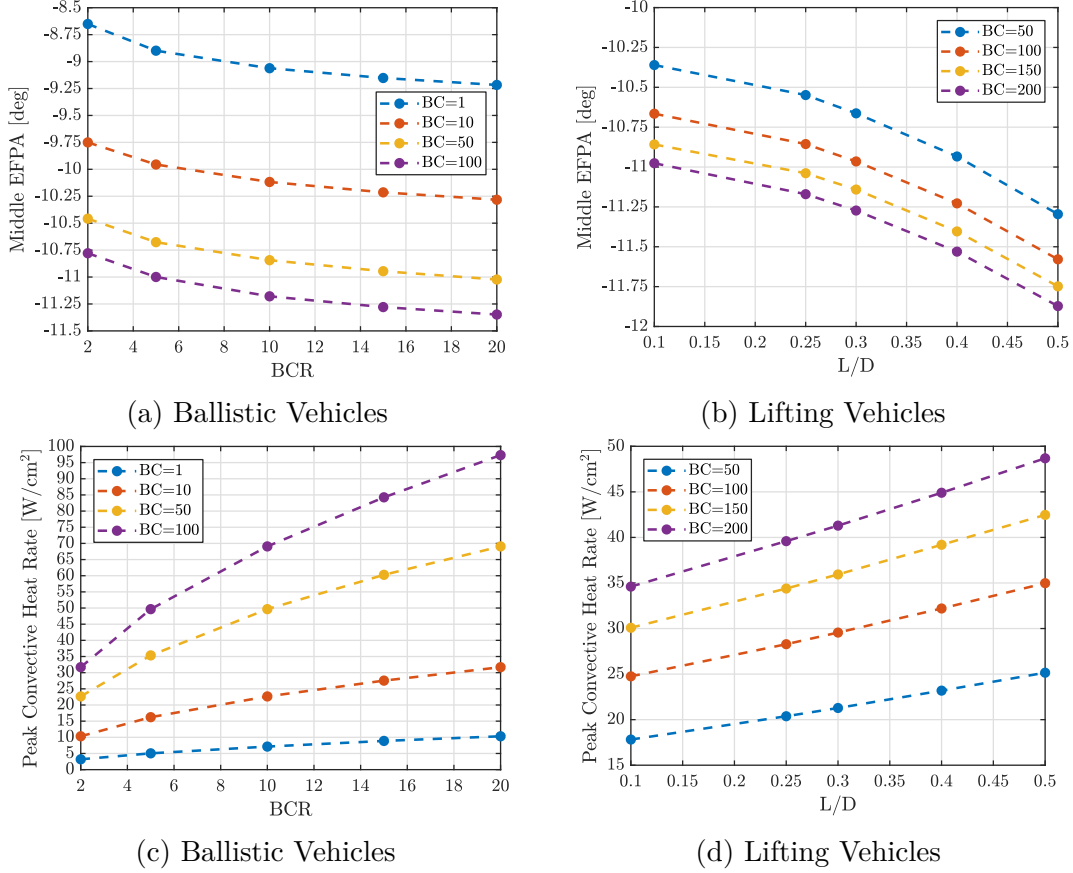 -8.5
-8.75
-9
-9.25
-9.5
-9.75
-10
-10.25
-10.5
-10.75
-11
-11.25
-11.5
Middle EFPA [deg]
BC=1
BC=10
BC=50
BC=100
2 4 6 8 10 12 14 16 18 20
BCR
(a) Ballistic Vehicles
-10
-10.25
-10.5
-10.75
-11
-11.25
-11.5
-11.75
-12
Middle EFPA [deg]
BC=50
BC=100
BC=150
BC=200
0.1 0.15 0.2 0.25 0.3 0.35 0.4 0.45 0.5
L/D
(b) Lifting Vehicles
100
95
90
85
80
75
70
65
60
55
50
45
40
35
30
25
20
15
10
5
0
Peak Convective Heat Rate [W/cm²]
BC=1
BC=10
BC=50
BC=100
2 4 6 8 10 12 14 16 18 20
BCR
(c) Ballistic Vehicles
50
45
40
35
30
25
20
15
Peak Convective Heat Rate [W/cm²]
BC=50
BC=100
BC=150
BC=200
0.1 0.15 0.2 0.25 0.3 0.35 0.4 0.45 0.5
L/D
(d) Lifting Vehicles